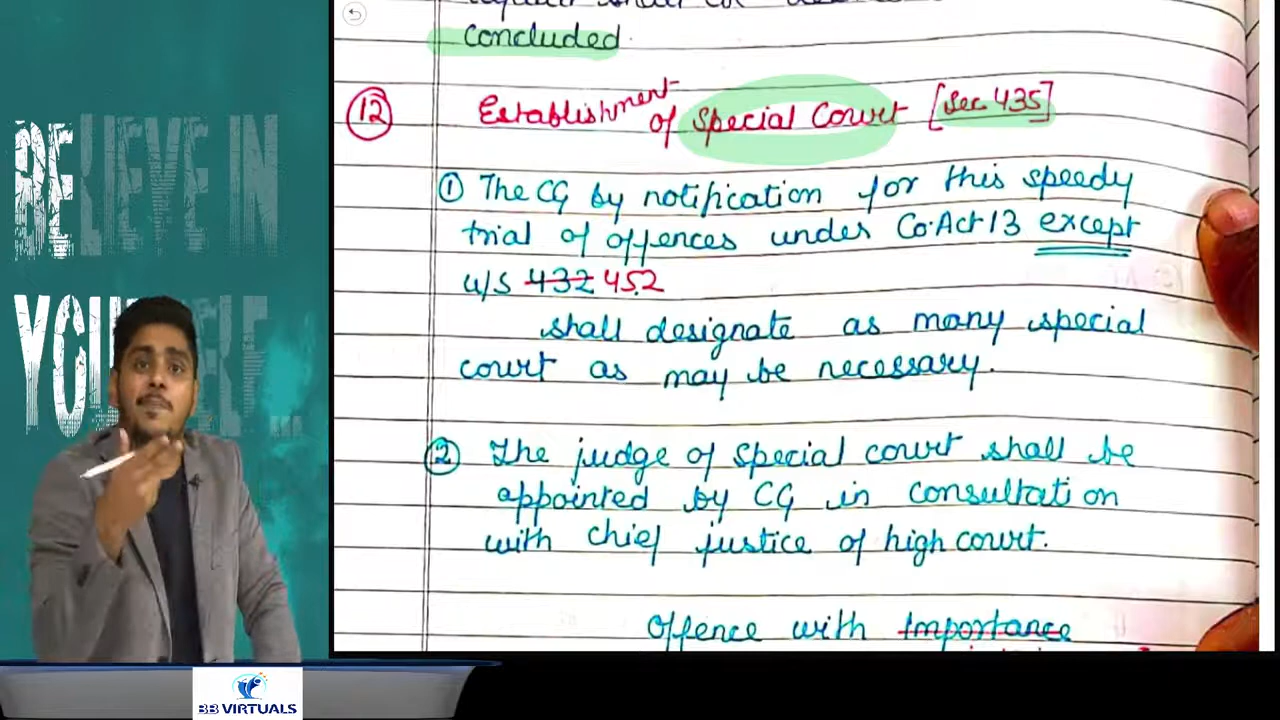 concluded.
12 Establishment of Special Court [Sec 435]
① The CG by notification for this speedy
trial of offences under Co. Act 13 except
u/s 432 452
shall designate as many special
court as may be necessary.
② The judge of special court shall be
appointed by CG in consultation
with chief justice of high court.
offence with Importance
BELIEVE IN
BB VIRTUALS